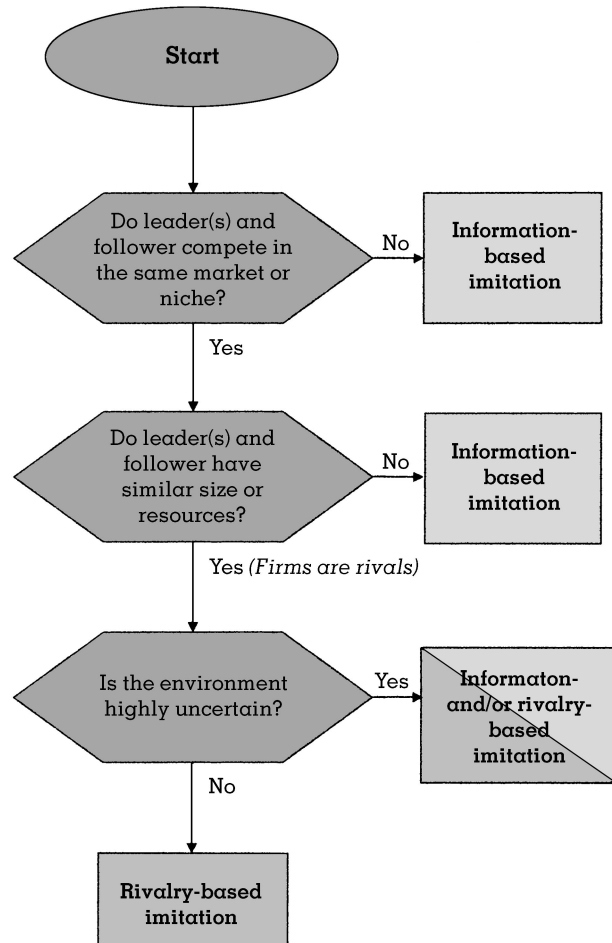 Start
Do leader(s) and
follower compete in
the same market or
niche?
No
Information-
based
imitation
Yes
Do leader(s) and
follower have
similar size or
resources?
No
Information-
based
imitation
Yes (Firms are rivals)
Is the environment
highly uncertain?
Yes
Informaton-
and/or rivalry-
based
imitation
No
Rivalry-based
imitation